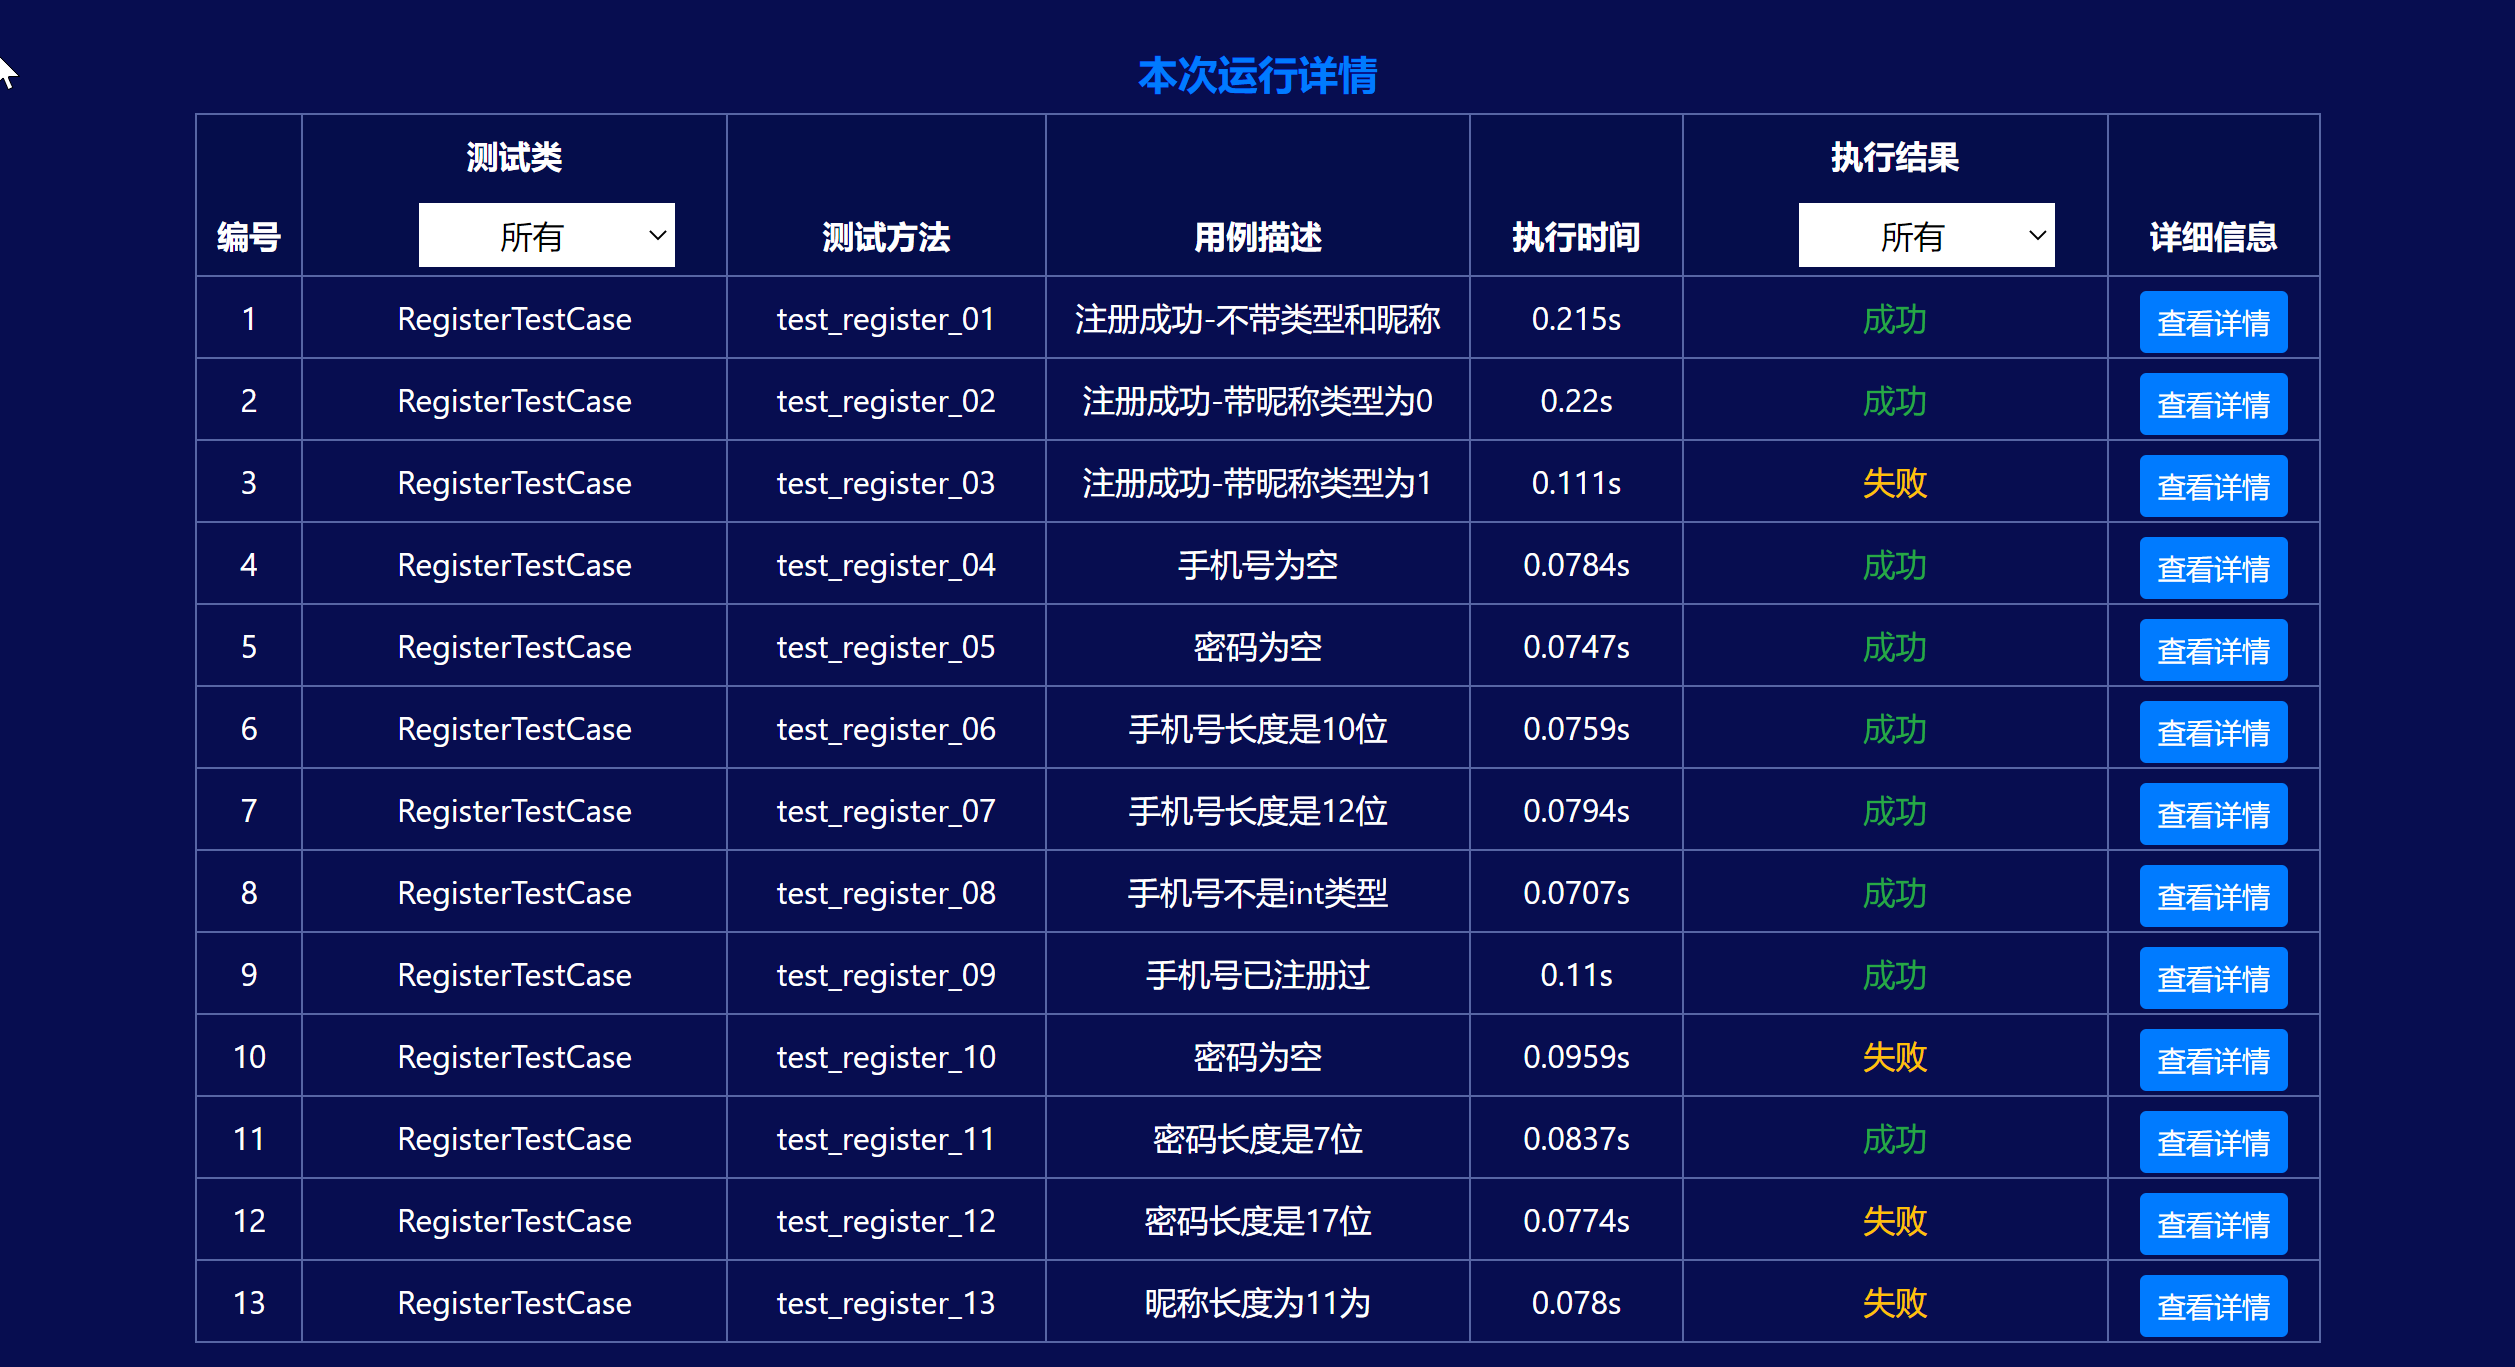 本次运行详情
编号 测试类 所有 测试方法 用例描述 执行时间 执行结果 所有 详细信息
1 RegisterTestCase test_register_01 注册成功-不带类型和昵称 0.215s 成功 查看详情
2 RegisterTestCase test_register_02 注册成功-带昵称类型为0 0.22s 成功 查看详情
3 RegisterTestCase test_register_03 注册成功-带昵称类型为1 0.111s 失败 查看详情
4 RegisterTestCase test_register_04 手机号为空 0.0784s 成功 查看详情
5 RegisterTestCase test_register_05 密码为空 0.0747s 成功 查看详情
6 RegisterTestCase test_register_06 手机号长度是10位 0.0759s 成功 查看详情
7 RegisterTestCase test_register_07 手机号长度是12位 0.0794s 成功 查看详情
8 RegisterTestCase test_register_08 手机号不是int类型 0.0707s 成功 查看详情
9 RegisterTestCase test_register_09 手机号已注册过 0.11s 成功 查看详情
10 RegisterTestCase test_register_10 密码为空 0.0959s 失败 查看详情
11 RegisterTestCase test_register_11 密码长度是7位 0.0837s 成功 查看详情
12 RegisterTestCase test_register_12 密码长度是17位 0.0774s 失败 查看详情
13 RegisterTestCase test_register_13 昵称长度为11为 0.078s 失败 查看详情